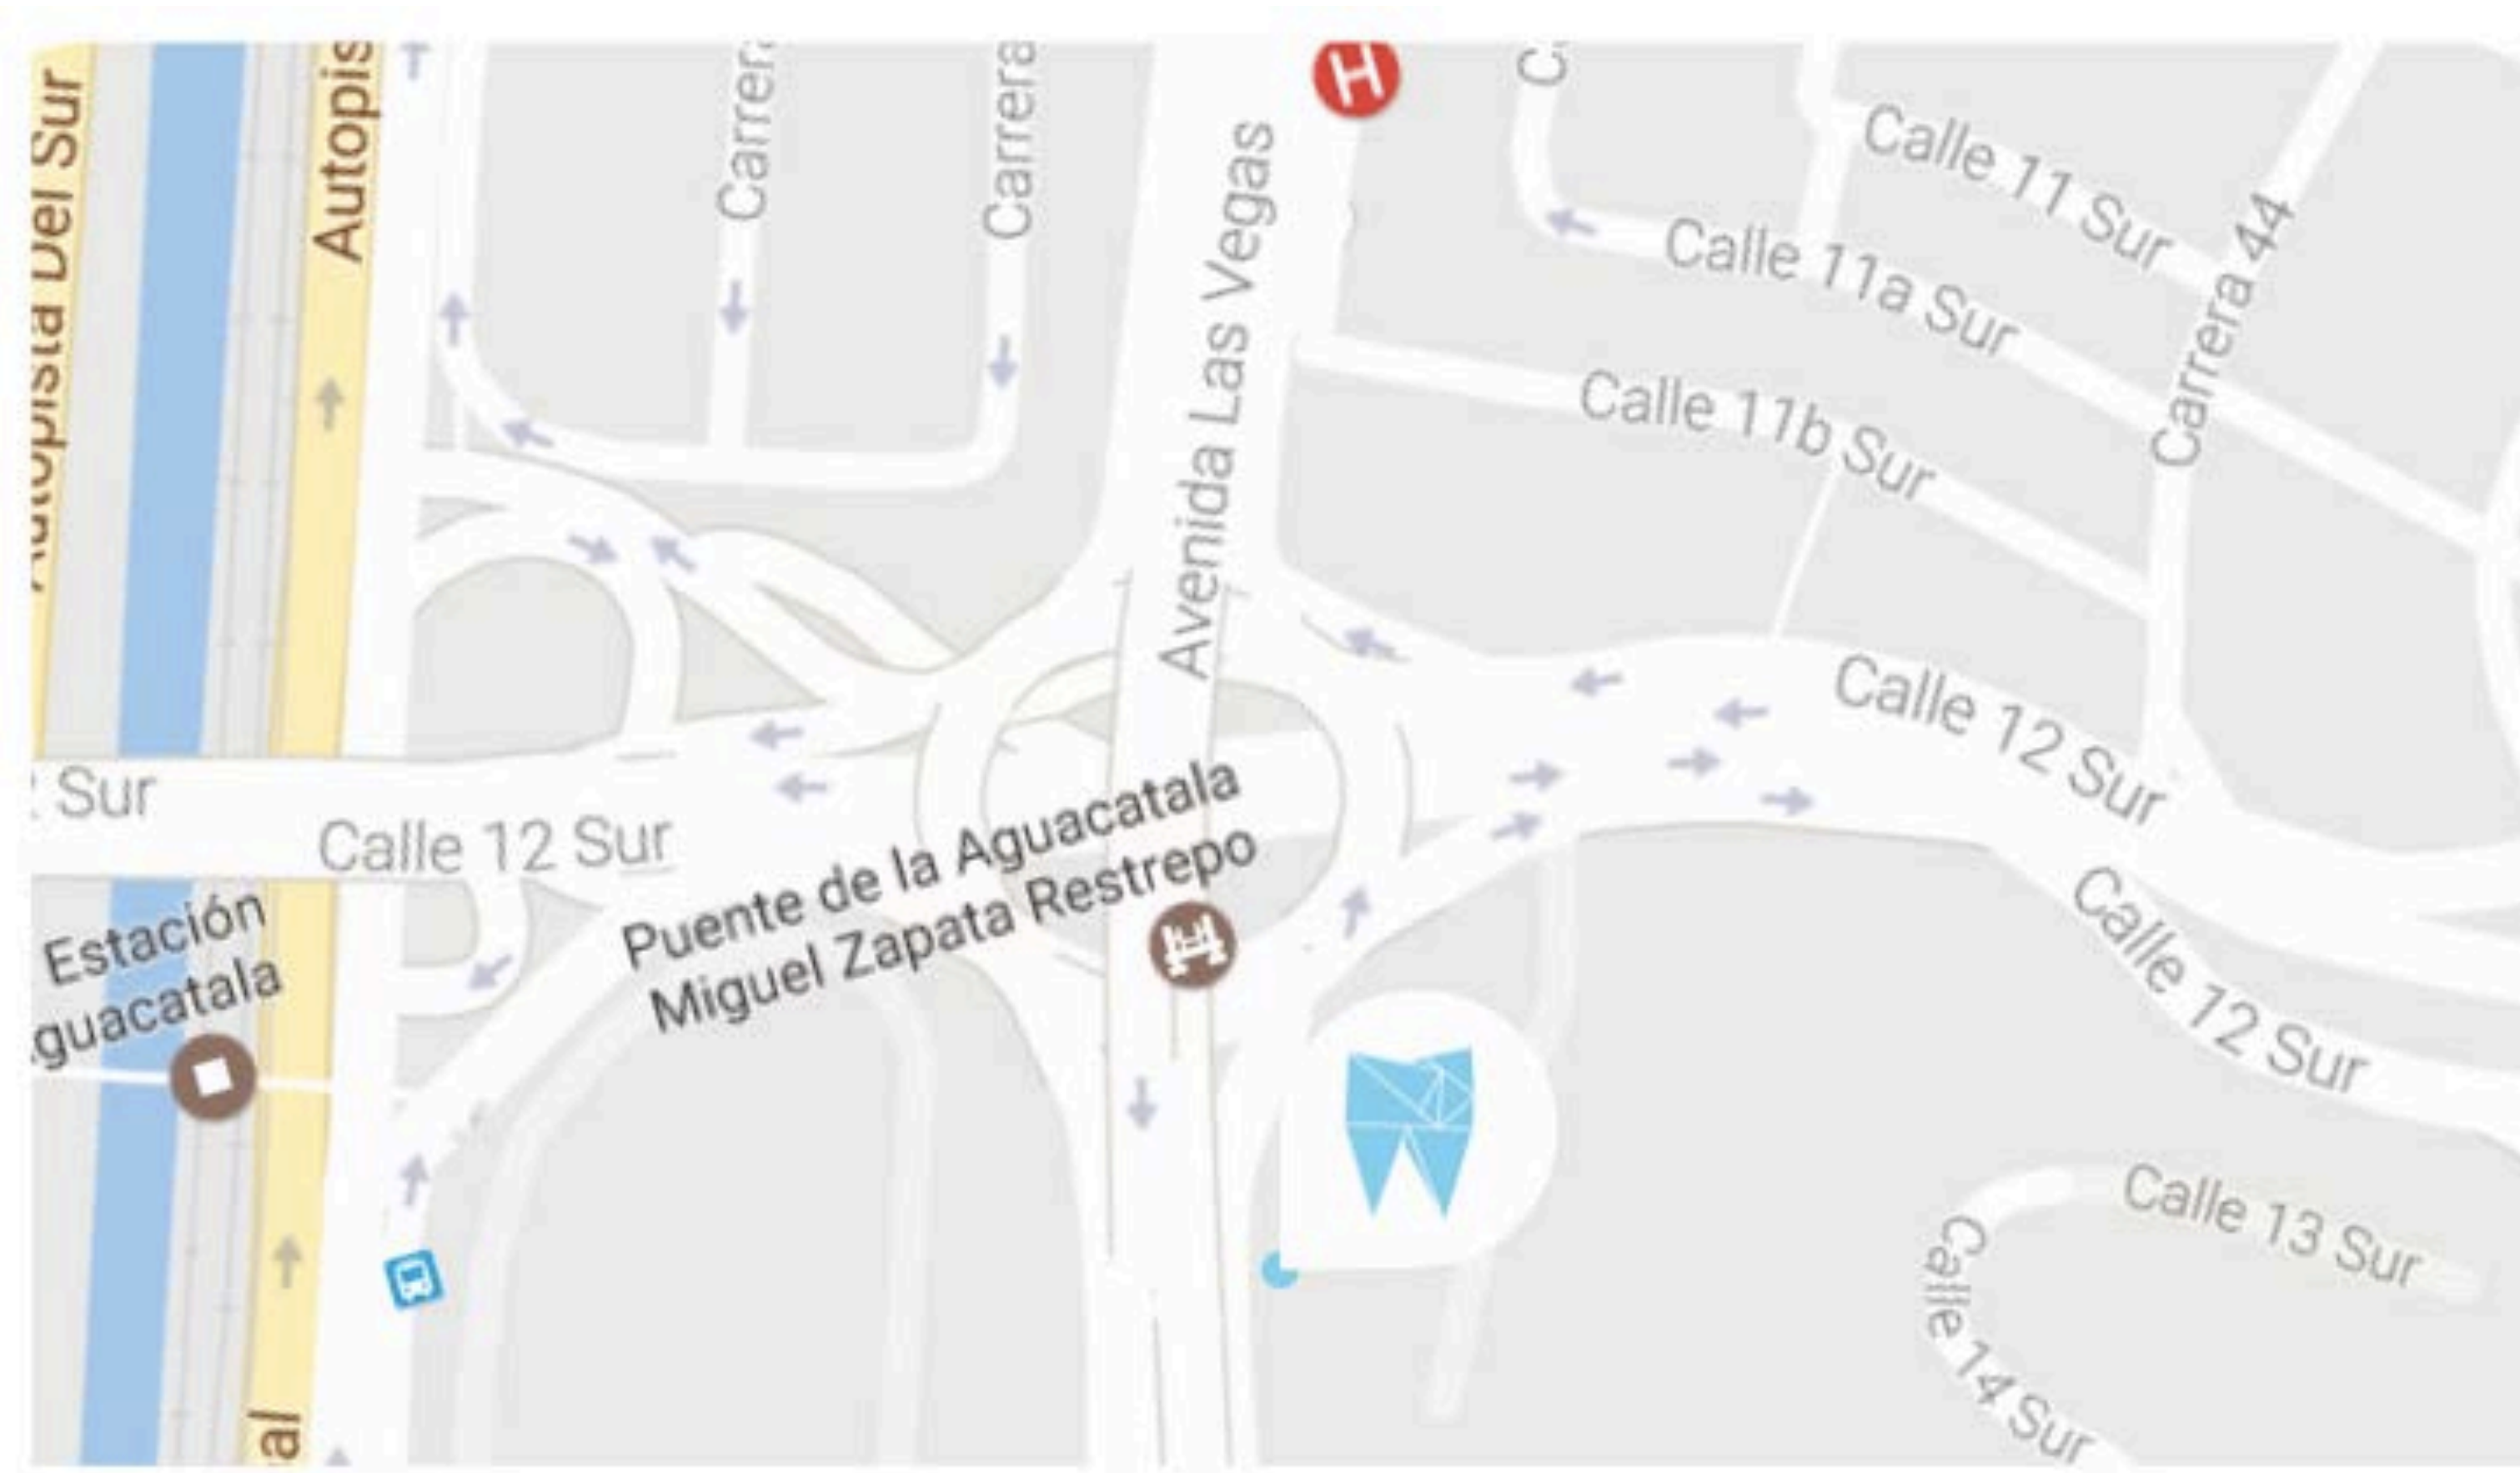 Del Sur
Autopis
Carrera
H
Calle 11 Sur
Calle 11a Sur
Carrera 44
Avenida Las Vegas
Calle 11b Sur
Calle 12 Sur
Sur
Calle 12 Sur
Puente de la Aguacatala
Miguel Zapata Restrepo
Estación
guacatala
Calle 12 Sur
Calle 13 Sur
Calle 14 Sur
al